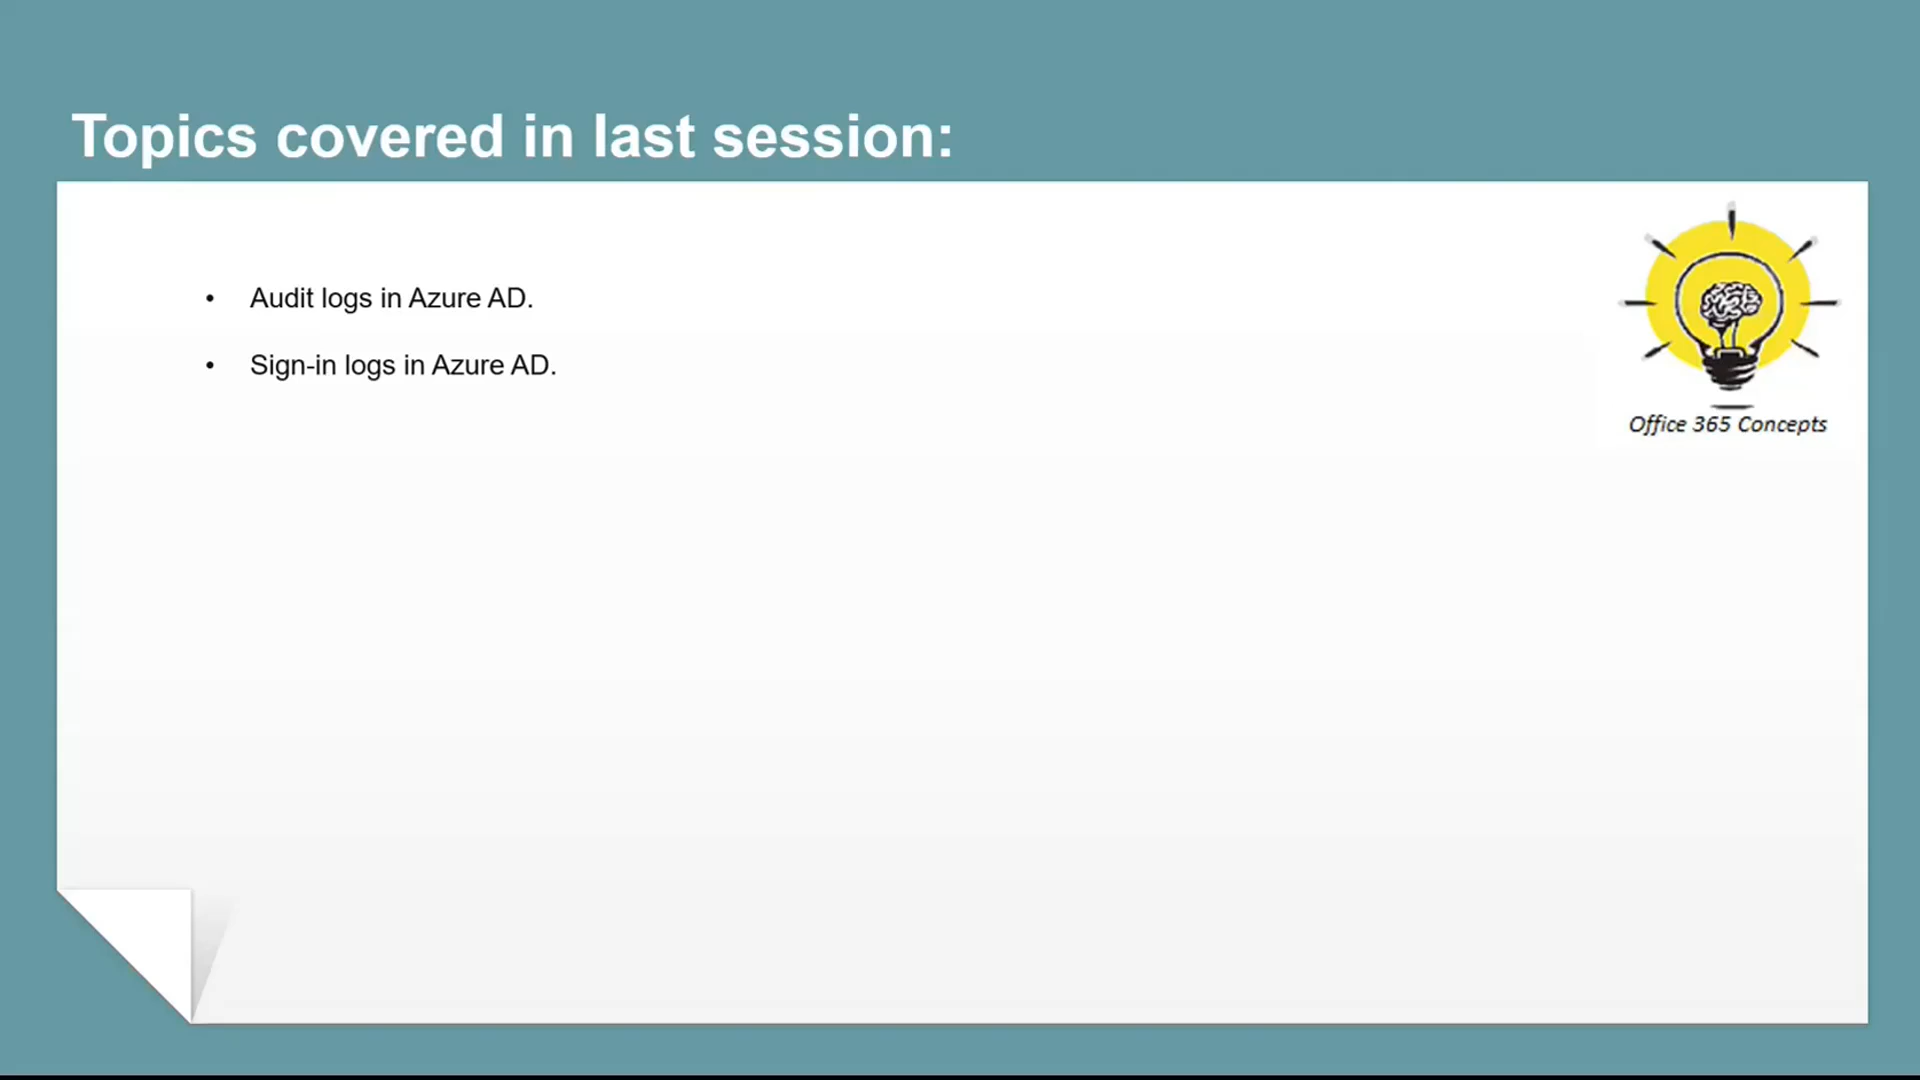 Topics covered in last session:
• Audit logs in Azure AD.
• Sign-in logs in Azure AD.
Office 365 Concepts